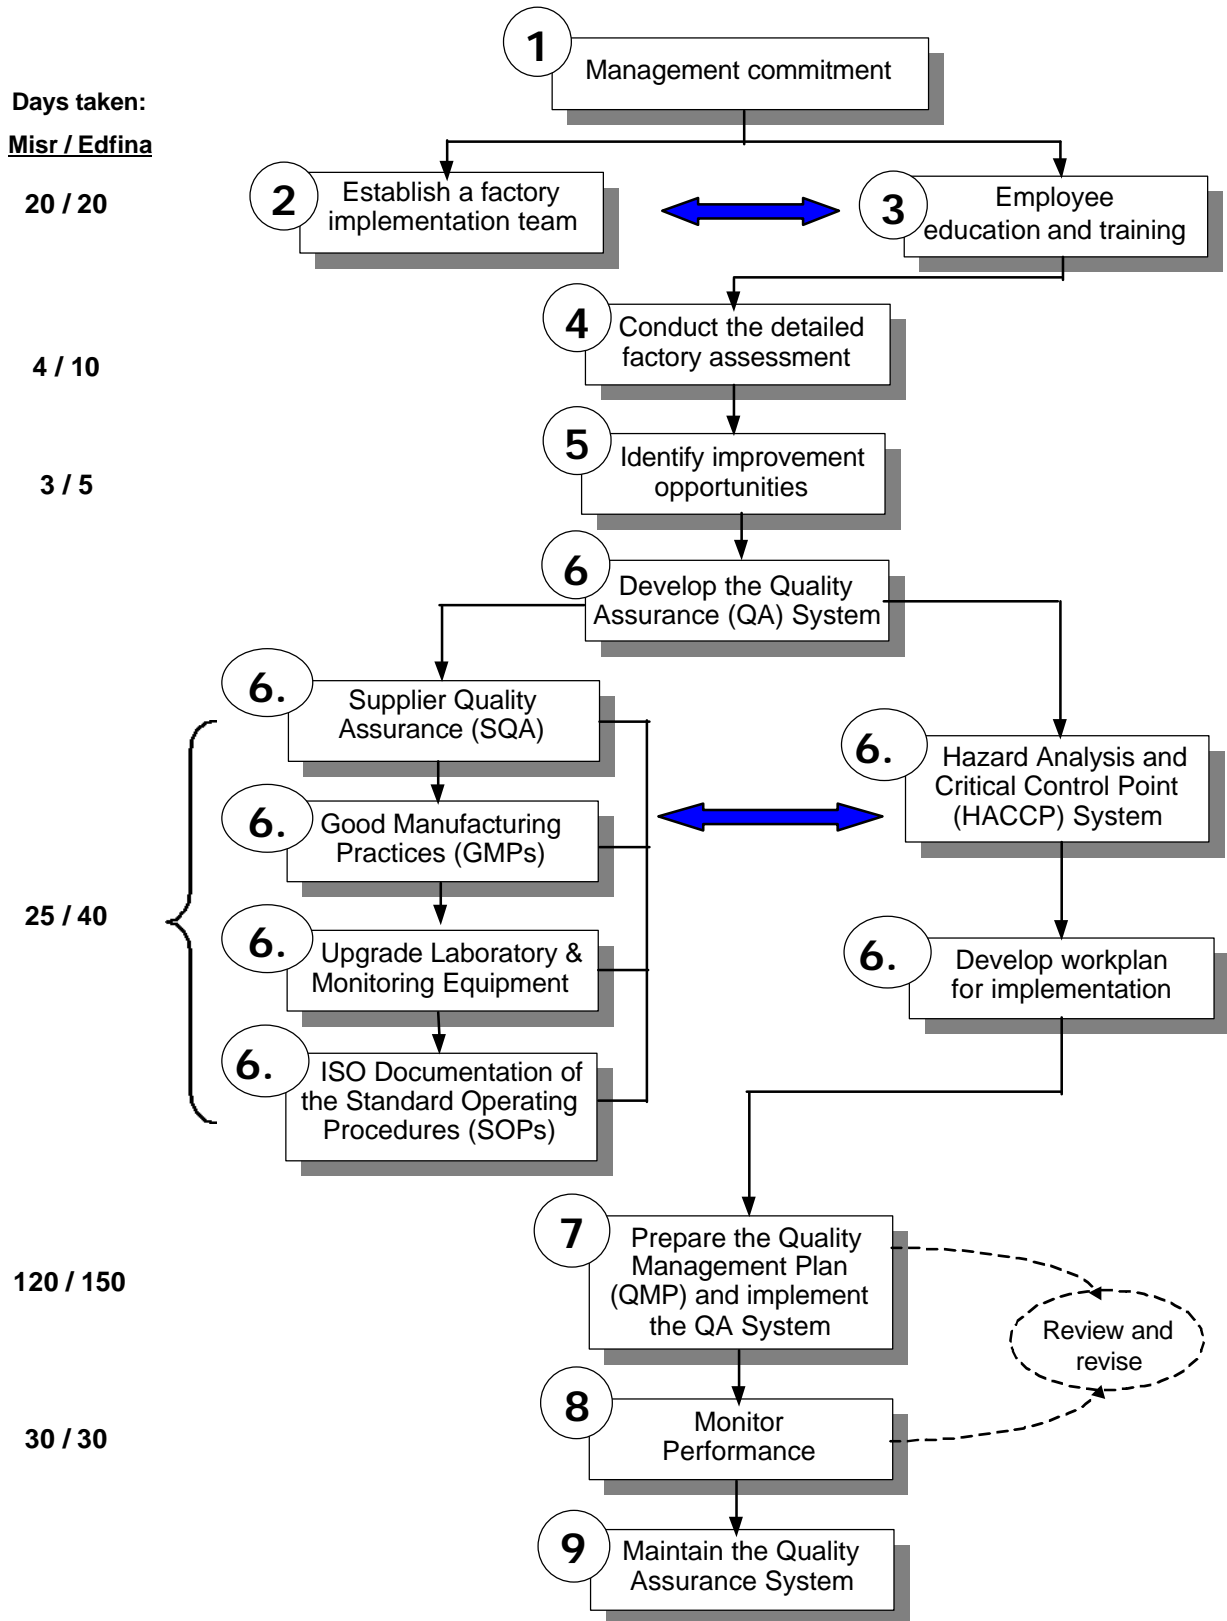 1
Management commitment
Days taken:
Misr / Edfina
20 / 20
2
Establish a factory
implementation team
3
Employee
education and training
4 / 10
4
Conduct the detailed
factory assessment
3 / 5
5
Identify improvement
opportunities
6
Develop the Quality
Assurance (QA) System
6.
Supplier Quality
Assurance (SQA)
6.
Good Manufacturing
Practices (GMPs)
6.
Upgrade Laboratory &
Monitoring Equipment
6.
ISO Documentation of
the Standard Operating
Procedures (SOPs)
25 / 40
6.
Hazard Analysis and
Critical Control Point
(HACCP) System
6.
Develop workplan
for implementation
120 / 150
7
Prepare the Quality
Management Plan
(QMP) and implement
the QA System
Review and
revise
30 / 30
8
Monitor
Performance
9
Maintain the Quality
Assurance System